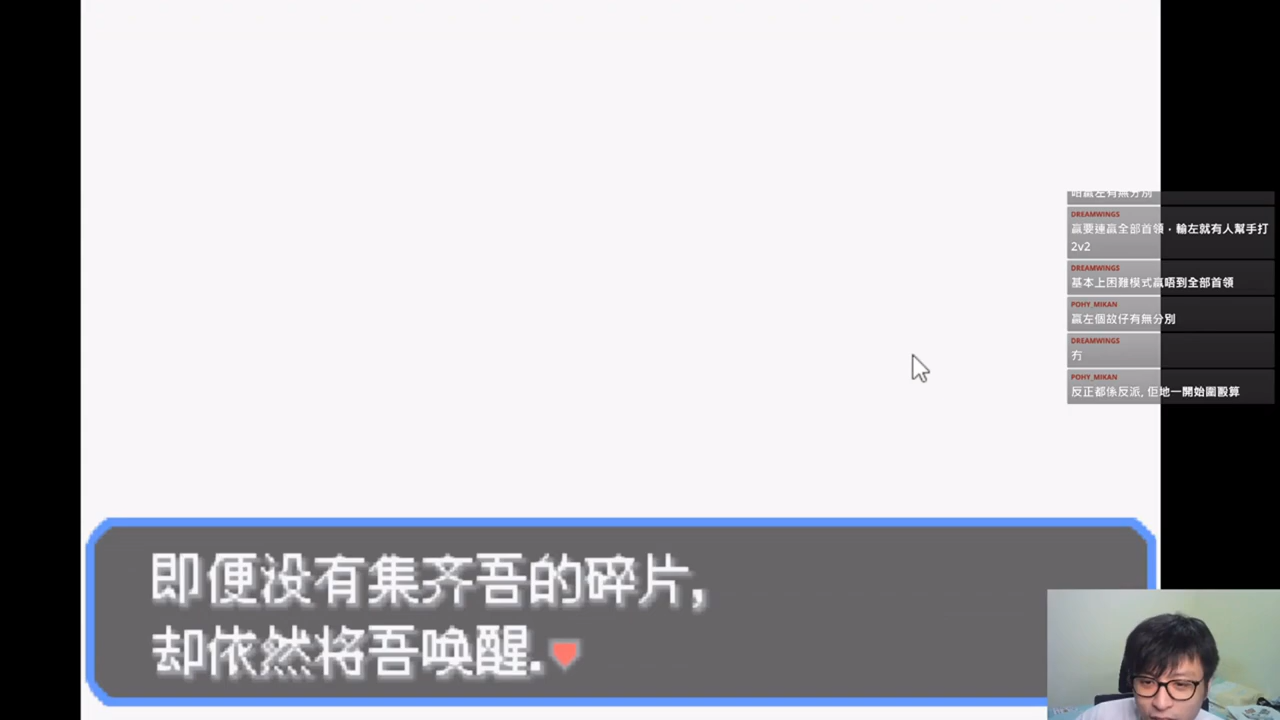 DREAMWINGS
贏要連贏全部首領，輸左就有人幫手打
2v2
DREAMWINGS
基本上困難模式贏唔到全部首領
POHY_MIKAN
贏左個故仔有無分別
DREAMWINGS
冇
POHY_MIKAN
反正都係反派, 佢地一開始圍毆算
即便没有集齐吾的碎片,
却依然将吾唤醒.